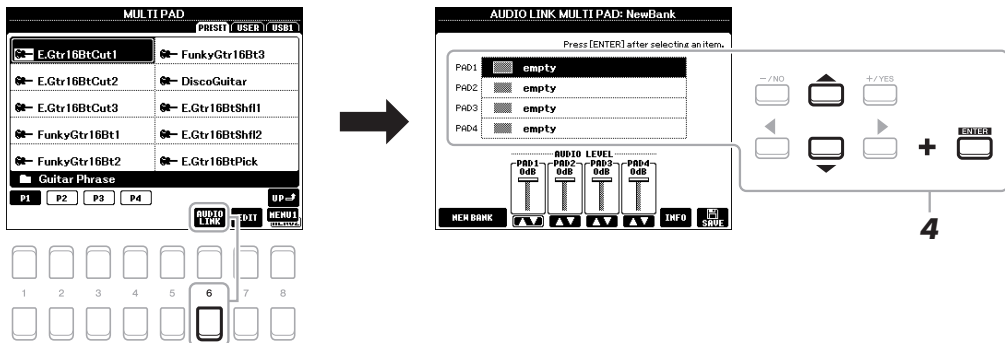 MULTI PAD
PRESET USER USB1
E.Gtr16BtCut1 FunkyGtr16Bt3
E.Gtr16BtCut2 DiscoGuitar
E.Gtr16BtCut3 E.Gtr16BtShfl1
FunkyGtr16Bt1 E.Gtr16BtShfl2
FunkyGtr16Bt2 E.Gtr16BtPick
Guitar Phrase
P1 P2 P3 P4 UP
AUDIO LINK EDIT MENU1
1 2 3 4 5 6 7 8
AUDIO LINK MULTI PAD: NewBank
Press [ENTER] after selecting an item.
PAD1 empty
PAD2 empty
PAD3 empty
PAD4 empty
AUDIO LEVEL
PAD1 PAD2 PAD3 PAD4
0dB 0dB 0dB 0dB
NEW BANK INFO SAVE
–/NO +/YES
+ ENTER
4